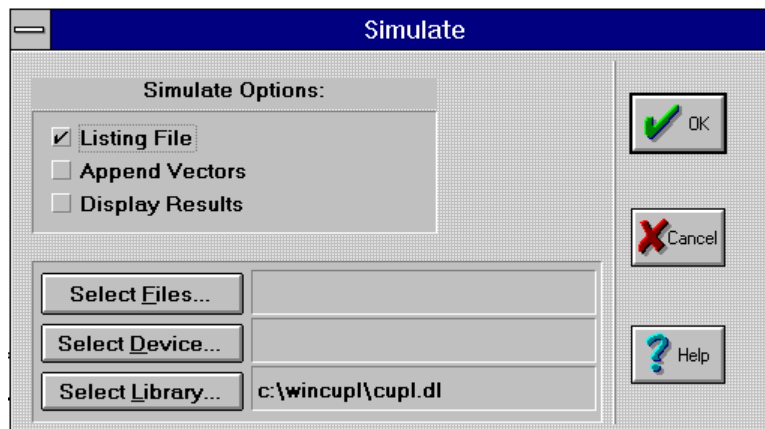 Simulate
Simulate Options:
Listing File
Append Vectors
Display Results
OK
Cancel
Select Files...
Select Device...
Select Library... c:\wincupl\cupl.dl
Help